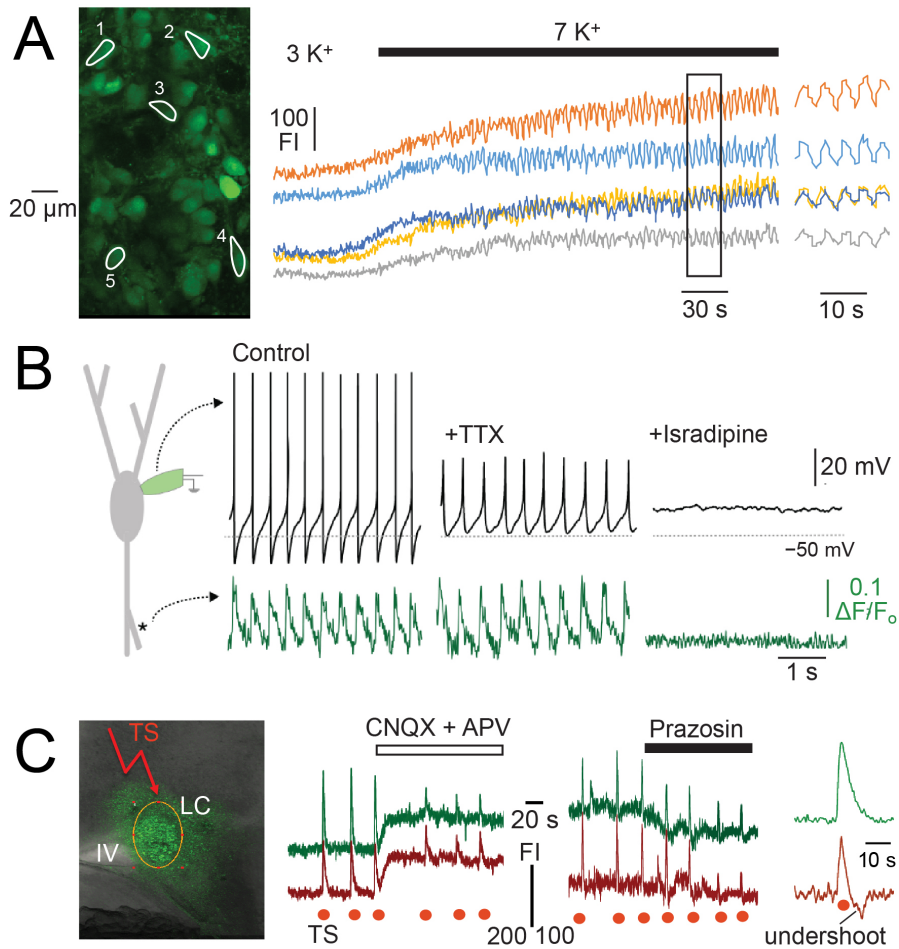 A
1
2
3
4
5
20 µm
3 K⁺
7 K⁺
100
FI
30 s
10 s
B
Control
+TTX
+Isradipine
20 mV
−50 mV
*
0.1
ΔF/Fₒ
1 s
C
TS
LC
IV
CNQX + APV
Prazosin
20 s
FI
200 100
10 s
TS
undershoot